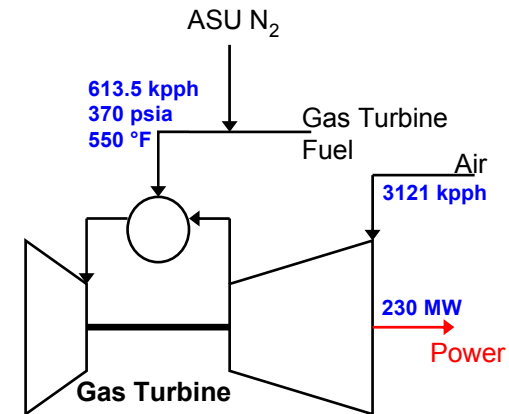 ASU N₂
613.5 kpph
370 psia
550 °F
Gas Turbine
Fuel
Air
3121 kpph
230 MW
Power
Gas Turbine